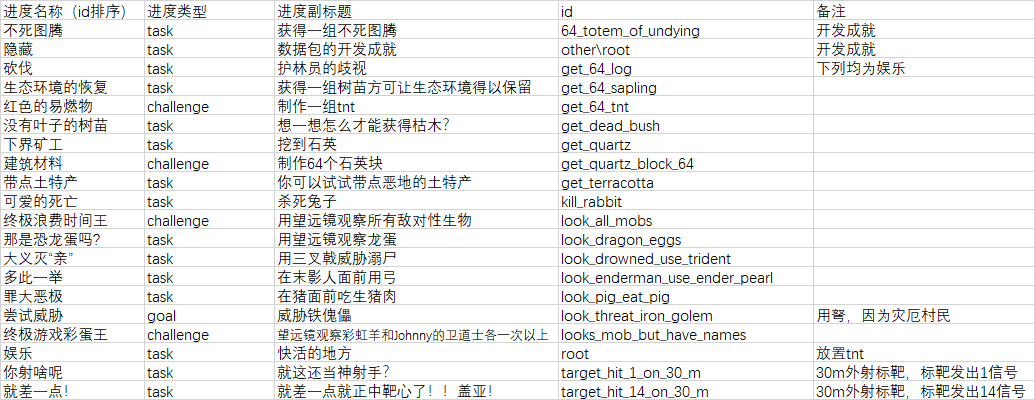 进度名称（id排序） 进度类型 进度副标题 id 备注
不死图腾 task 获得一组不死图腾 64_totem_of_undying 开发成就
隐藏 task 数据包的开发成就 other\root 开发成就
砍伐 task 护林员的歧视 get_64_log 下列均为娱乐
生态环境的恢复 task 获得一组树苗方可让生态环境得以保留 get_64_sapling
红色的易燃物 challenge 制作一组tnt get_64_tnt
没有叶子的树苗 task 想一想怎么才能获得枯木？ get_dead_bush
下界矿工 task 挖到石英 get_quartz
建筑材料 challenge 制作64个石英块 get_quartz_block_64
带点土特产 task 你可以试试带点恶地的土特产 get_terracotta
可爱的死亡 task 杀死兔子 kill_rabbit
终极浪费时间王 challenge 用望远镜观察所有敌对性生物 look_all_mobs
那是恐龙蛋吗？ task 用望远镜观察龙蛋 look_dragon_eggs
大义灭“亲” task 用三叉戟威胁溺尸 look_drowned_use_trident
多此一举 task 在末影人面前用弓 look_enderman_use_ender_pearl
罪大恶极 task 在猪面前吃生猪肉 look_pig_eat_pig
尝试威胁 goal 威胁铁傀儡 look_threat_iron_golem 用弩，因为灾厄村民
终极游戏彩蛋王 challenge 望远镜观察彩虹羊和Johnny的卫道士各一次以上 looks_mob_but_have_names
娱乐 task 快活的地方 root 放置tnt
你射啥呢 task 就这还当神射手？ target_hit_1_on_30_m 30m外射标靶，标靶发出1信号
就差一点！ task 就差一点就正中靶心了！！盖亚！ target_hit_14_on_30_m 30m外射标靶，标靶发出14信号